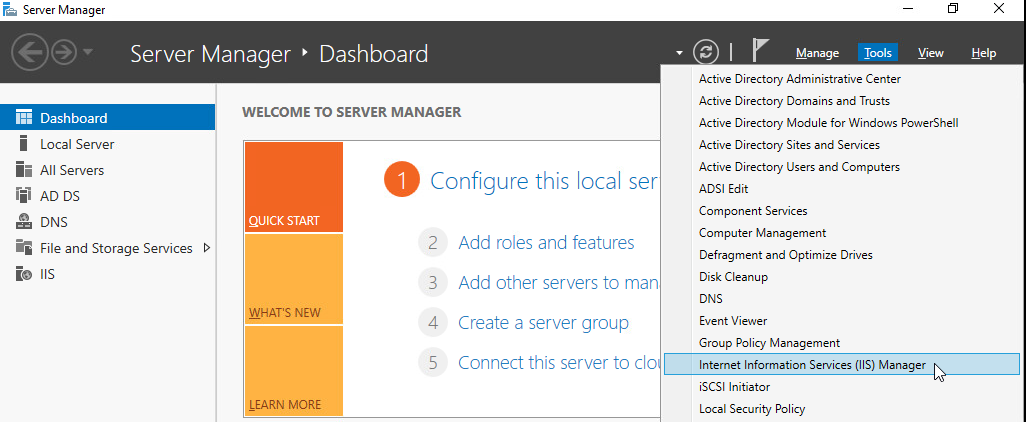 Server Manager
Server Manager ‣ Dashboard
Manage Tools View Help
Dashboard
Local Server
All Servers
AD DS
DNS
File and Storage Services
IIS
WELCOME TO SERVER MANAGER
QUICK START
WHAT'S NEW
LEARN MORE
1 Configure this local ser
2 Add roles and features
3 Add other servers to man
4 Create a server group
5 Connect this server to clou
Active Directory Administrative Center
Active Directory Domains and Trusts
Active Directory Module for Windows PowerShell
Active Directory Sites and Services
Active Directory Users and Computers
ADSI Edit
Component Services
Computer Management
Defragment and Optimize Drives
Disk Cleanup
DNS
Event Viewer
Group Policy Management
Internet Information Services (IIS) Manager
iSCSI Initiator
Local Security Policy